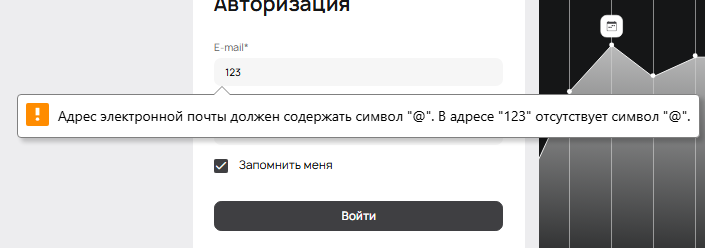 Авторизация
E-mail*
123
Адрес электронной почты должен содержать символ "@". В адресе "123" отсутствует символ "@".
Запомнить меня
Войти